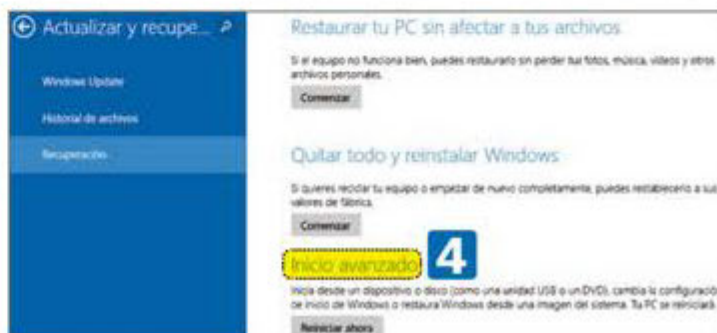 Actualizar y recupe...
Windows Update
Historial de archivos
Recuperación
Restaurar tu PC sin afectar a tus archivos
Si el equipo no funciona bien, puedes restaurarlo sin perder tus fotos, música, vídeos y otros
archivos personales.
Comenzar
Quitar todo y reinstalar Windows
Si quieres reciclar tu equipo o empezar de nuevo completamente, puedes restablecerlo a sus
valores de fábrica.
Comenzar
Inicio avanzado 4
Inicia desde un dispositivo o disco (como una unidad USB o un DVD), cambia la configuració
de inicio de Windows o restaura Windows desde una imagen del sistema. Tu PC se reiniciará.
Reiniciar ahora